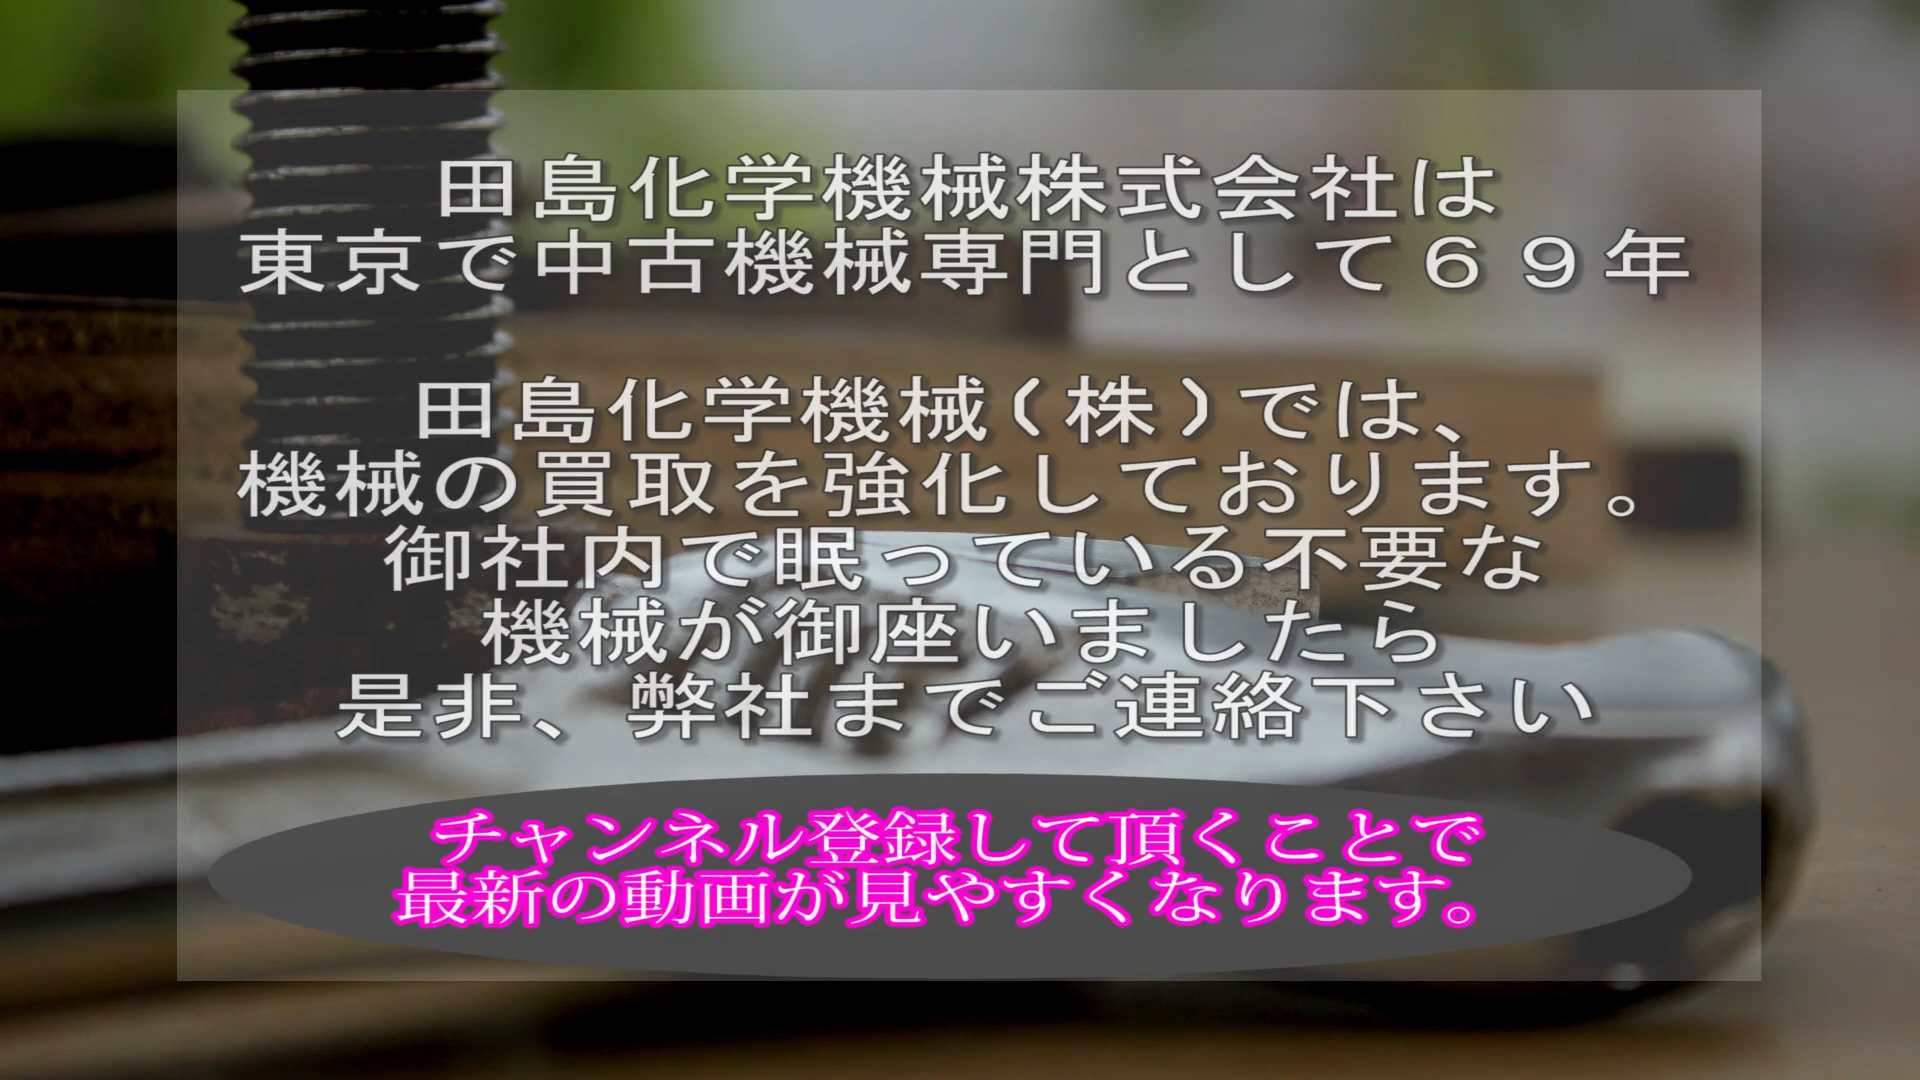 田島化学機械株式会社は
東京で中古機械専門として６９年
田島化学機械(株)では、
機械の買取を強化しております。
御社内で眠っている不要な
機械が御座いましたら
是非、弊社までご連絡下さい
チャンネル登録して頂くことで
最新の動画が見やすくなります。